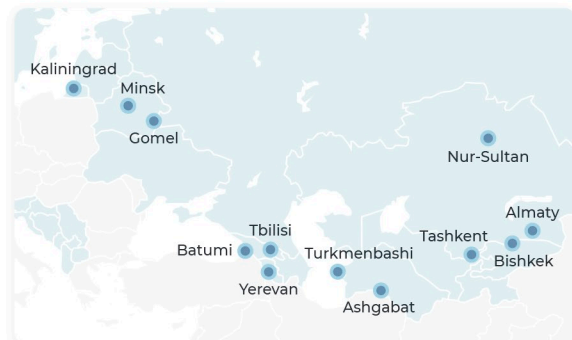 Kaliningrad
Minsk
Gomel
Nur-Sultan
Almaty
Tbilisi
Tashkent
Batumi
Turkmenbashi
Bishkek
Yerevan
Ashgabat